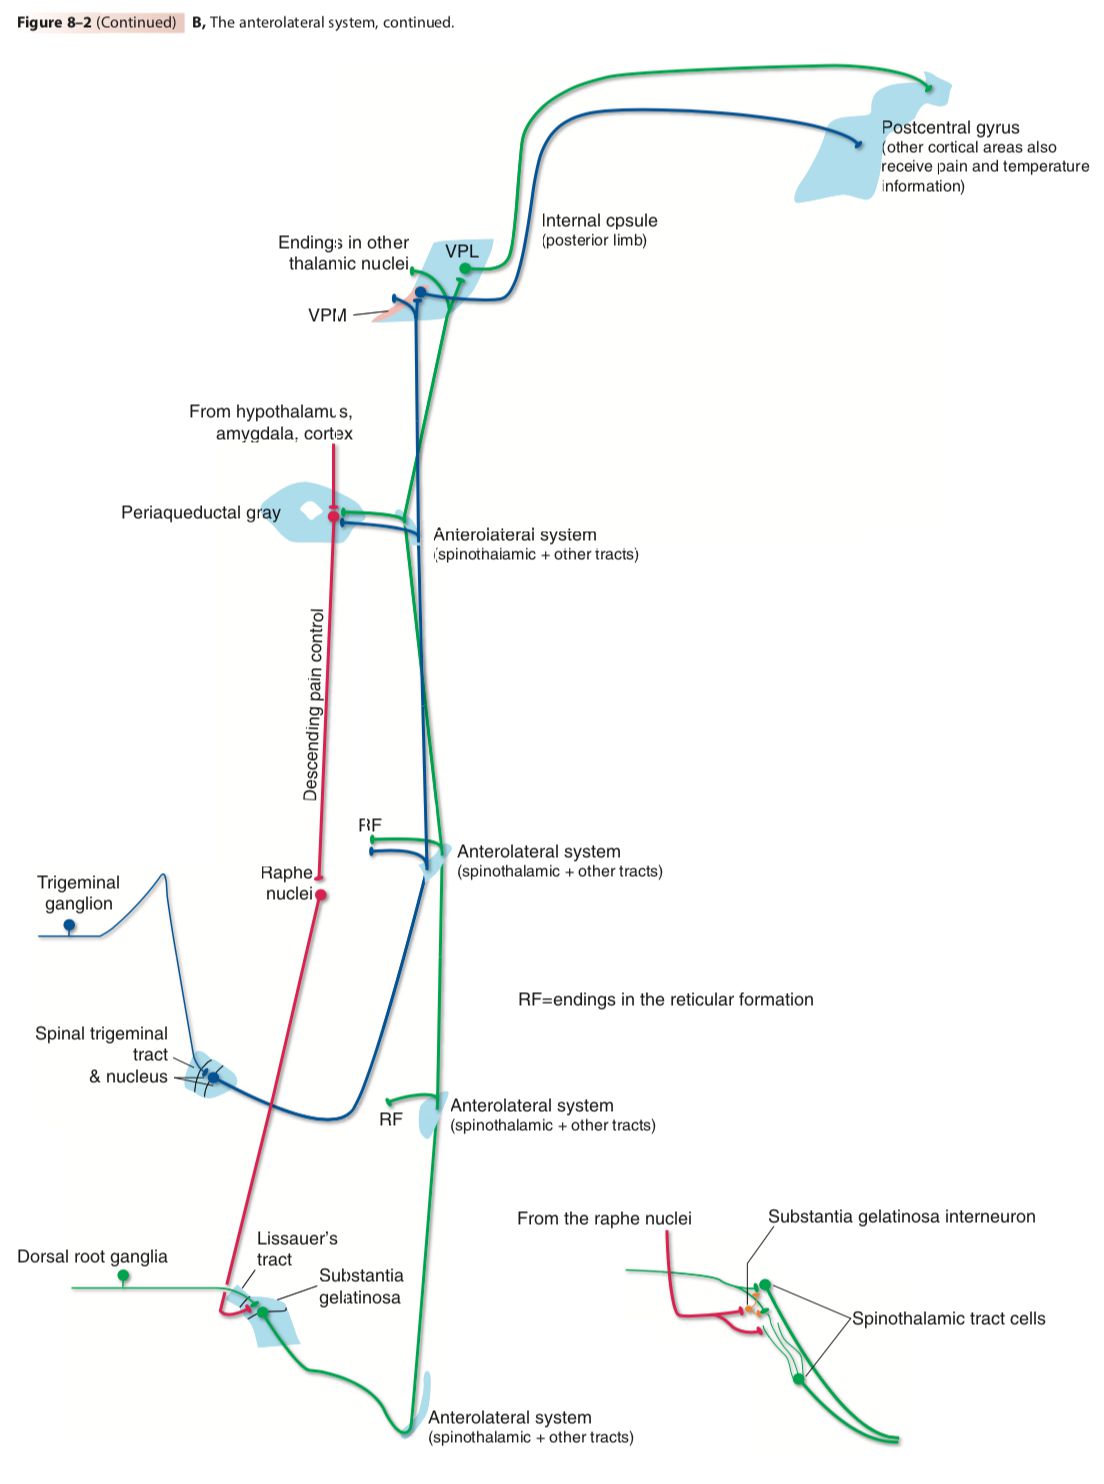 Figure 8–2 (Continued) B, The anterolateral system, continued.
Postcentral gyrus
(other cortical areas also
receive pain and temperature
information)
Internal cpsule
(posterior limb)
Endings in other
thalamic nuclei
VPL
VPM
From hypothalamus,
amygdala, cortex
Periaqueductal gray
Anterolateral system
(spinothalamic + other tracts)
Descending pain control
RF
Anterolateral system
(spinothalamic + other tracts)
Raphe
nuclei
Trigeminal
ganglion
RF=endings in the reticular formation
Spinal trigeminal
tract
& nucleus
RF
Anterolateral system
(spinothalamic + other tracts)
From the raphe nuclei
Substantia gelatinosa interneuron
Dorsal root ganglia
Lissauer's
tract
Substantia
gelatinosa
Spinothalamic tract cells
Anterolateral system
(spinothalamic + other tracts)